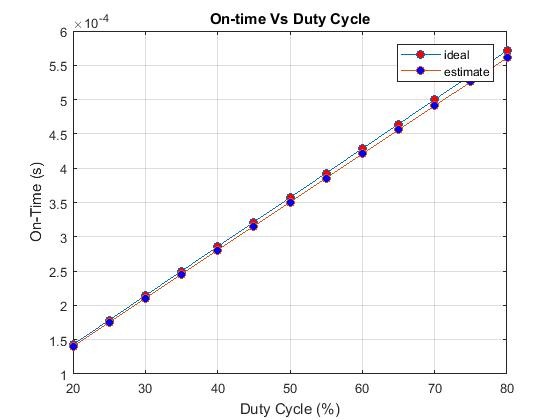 On-time Vs Duty Cycle
×10⁻⁴
6
5.5
5
4.5
4
3.5
3
2.5
2
1.5
1
On-Time (s)
ideal
estimate
20 30 40 50 60 70 80
Duty Cycle (%)